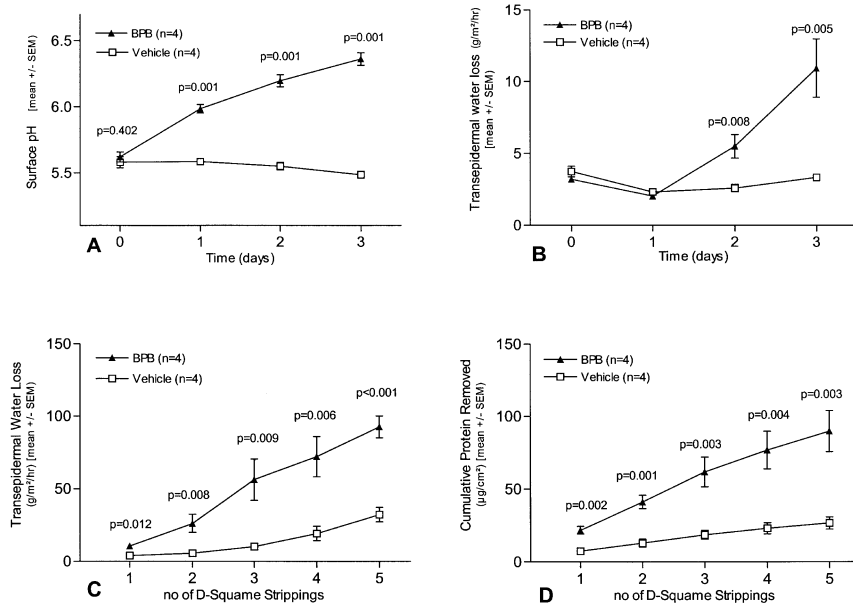 BPB (n=4)
Vehicle (n=4)
Surface pH [mean +/- SEM]
6.5
6.0
5.5
p=0.402
p=0.001
p=0.001
p=0.001
0 1 2 3
Time (days)
A
BPB (n=4)
Vehicle (n=4)
Transepidermal water loss (g/m²/hr)
[mean +/- SEM]
15
10
5
0
p=0.008
p=0.005
0 1 2 3
Time (days)
B
BPB (n=4)
Vehicle (n=4)
Transepidermal Water Loss
(g/m²/hr) [mean +/- SEM]
150
100
50
0
p=0.012
p=0.008
p=0.009
p=0.006
p<0.001
1 2 3 4 5
no of D-Squame Strippings
C
BPB (n=4)
Vehicle (n=4)
Cumulative Protein Removed
(µg/cm²) [mean +/- SEM]
150
100
50
0
p=0.002
p=0.001
p=0.003
p=0.004
p=0.003
1 2 3 4 5
no of D-Squame Strippings
D